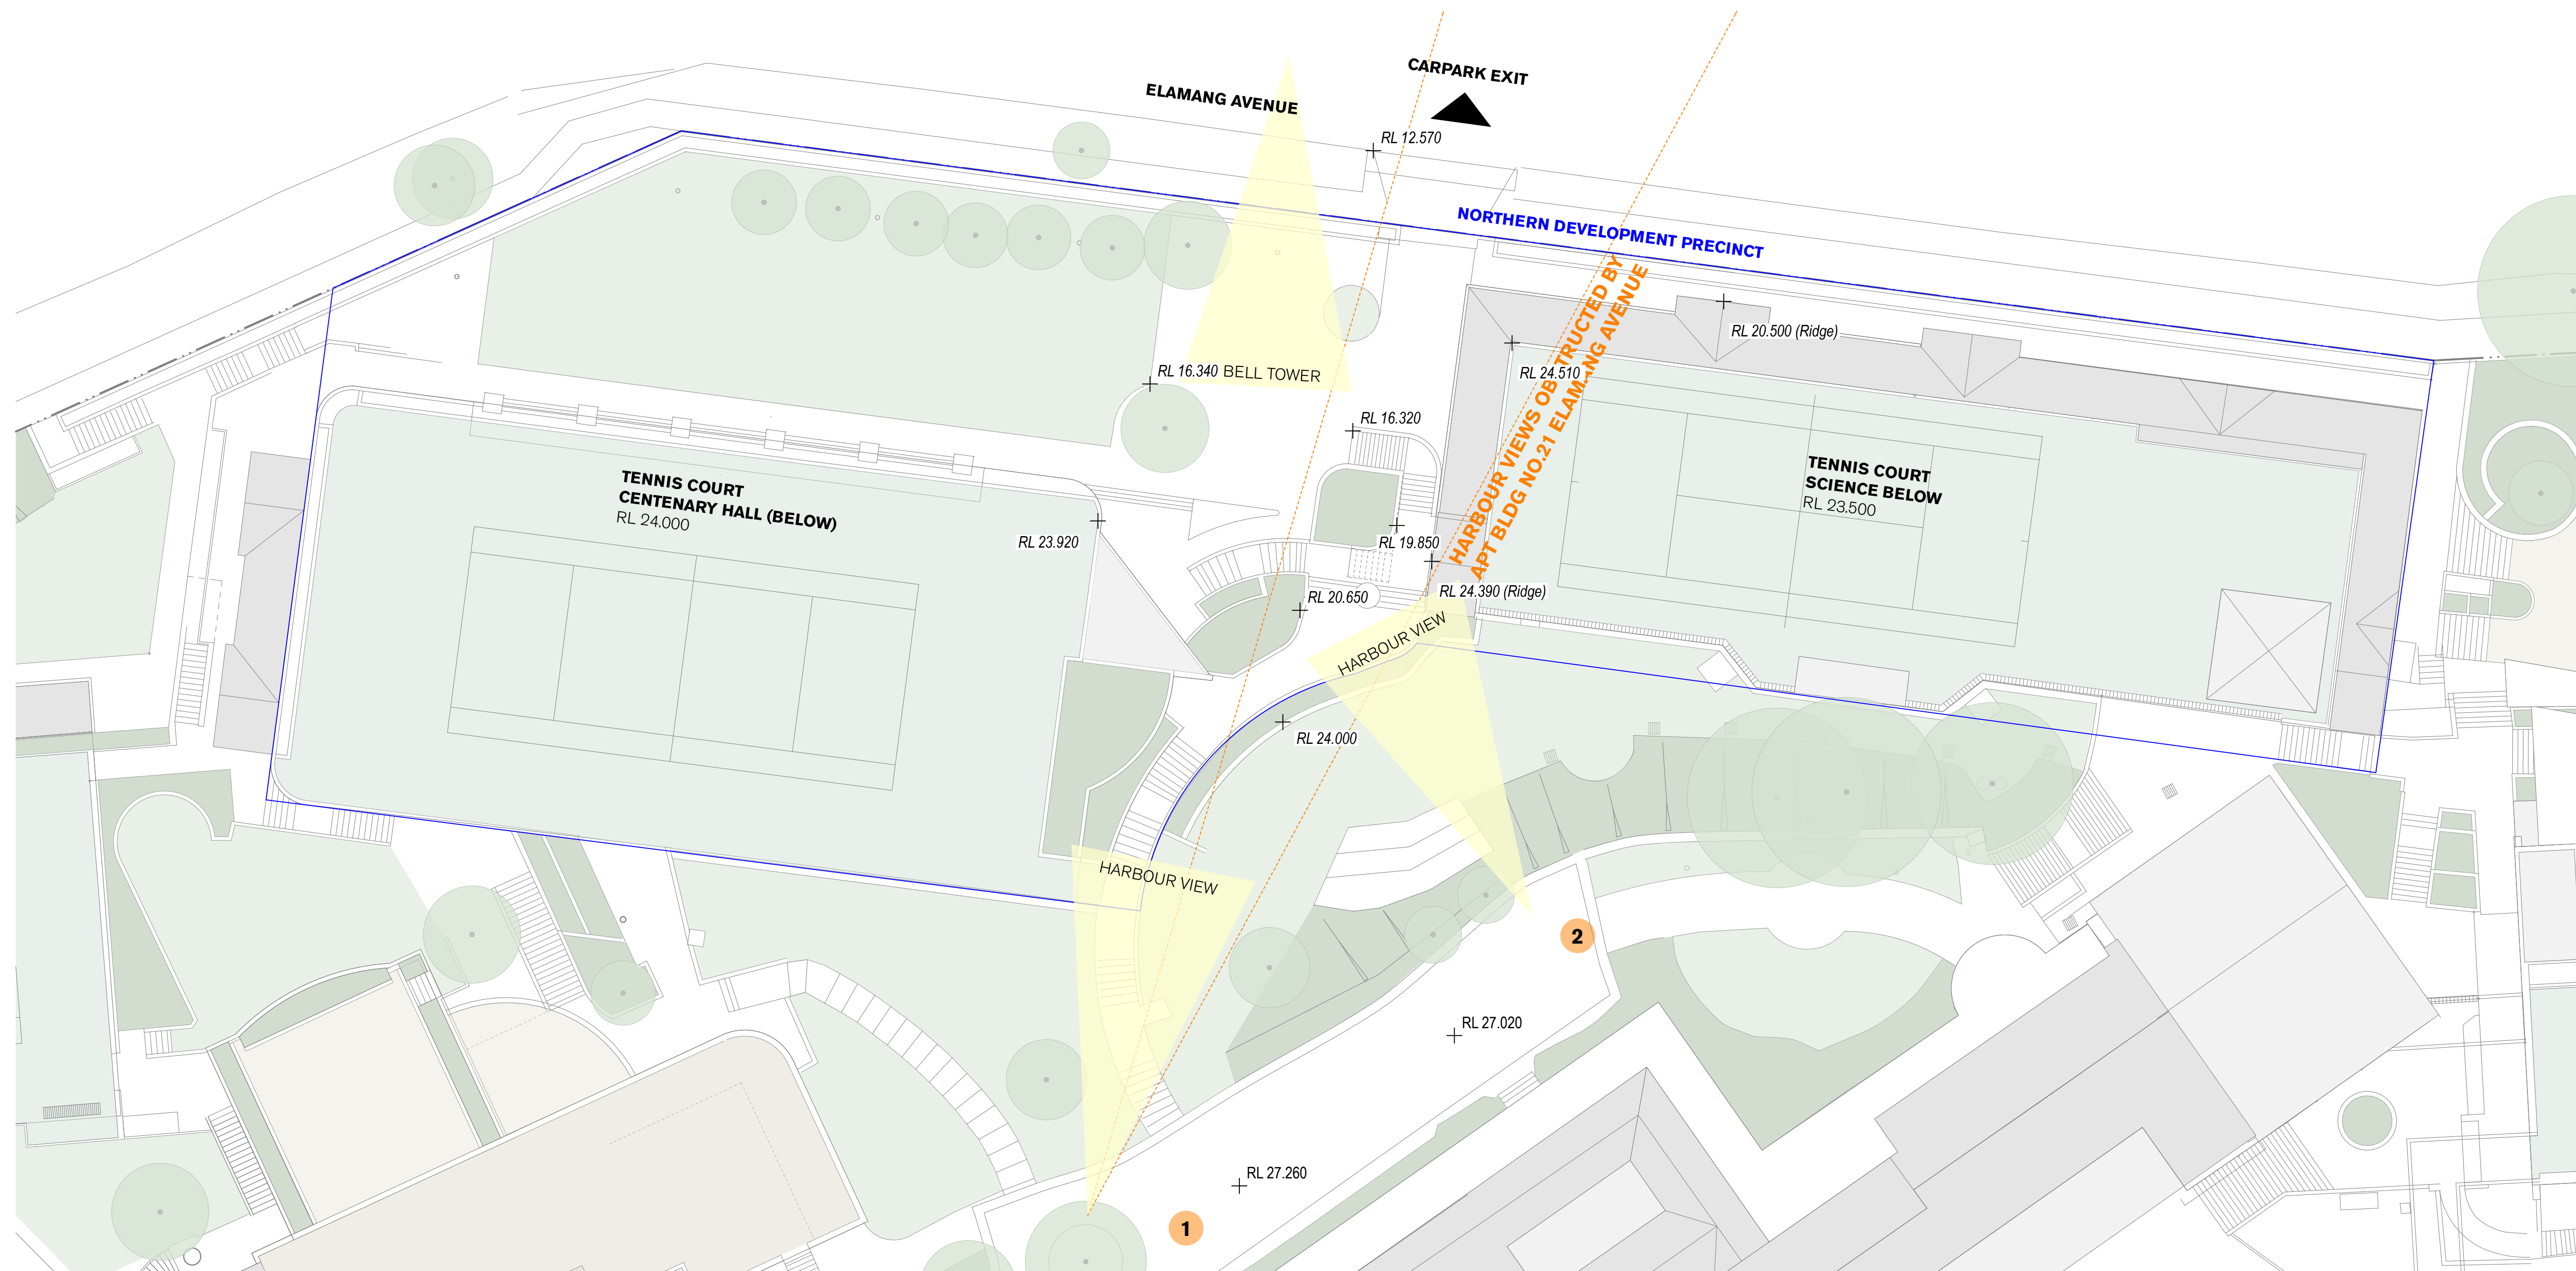 CARPARK EXIT
ELAMANG AVENUE
RL 12.570
NORTHERN DEVELOPMENT PRECINCT
HARBOUR VIEWS OBSTRUCTED BY
APT BLDG NO.21 ELAMANG AVENUE
RL 20.500 (Ridge)
RL 16.340
BELL TOWER
RL 24.510
RL 16.320
TENNIS COURT
CENTENARY HALL (BELOW)
RL 24.000
TENNIS COURT
SCIENCE BELOW
RL 23.500
RL 23.920
RL 19.850
RL 24.390 (Ridge)
RL 20.650
HARBOUR VIEW
RL 24.000
HARBOUR VIEW
2
RL 27.020
RL 27.260
1